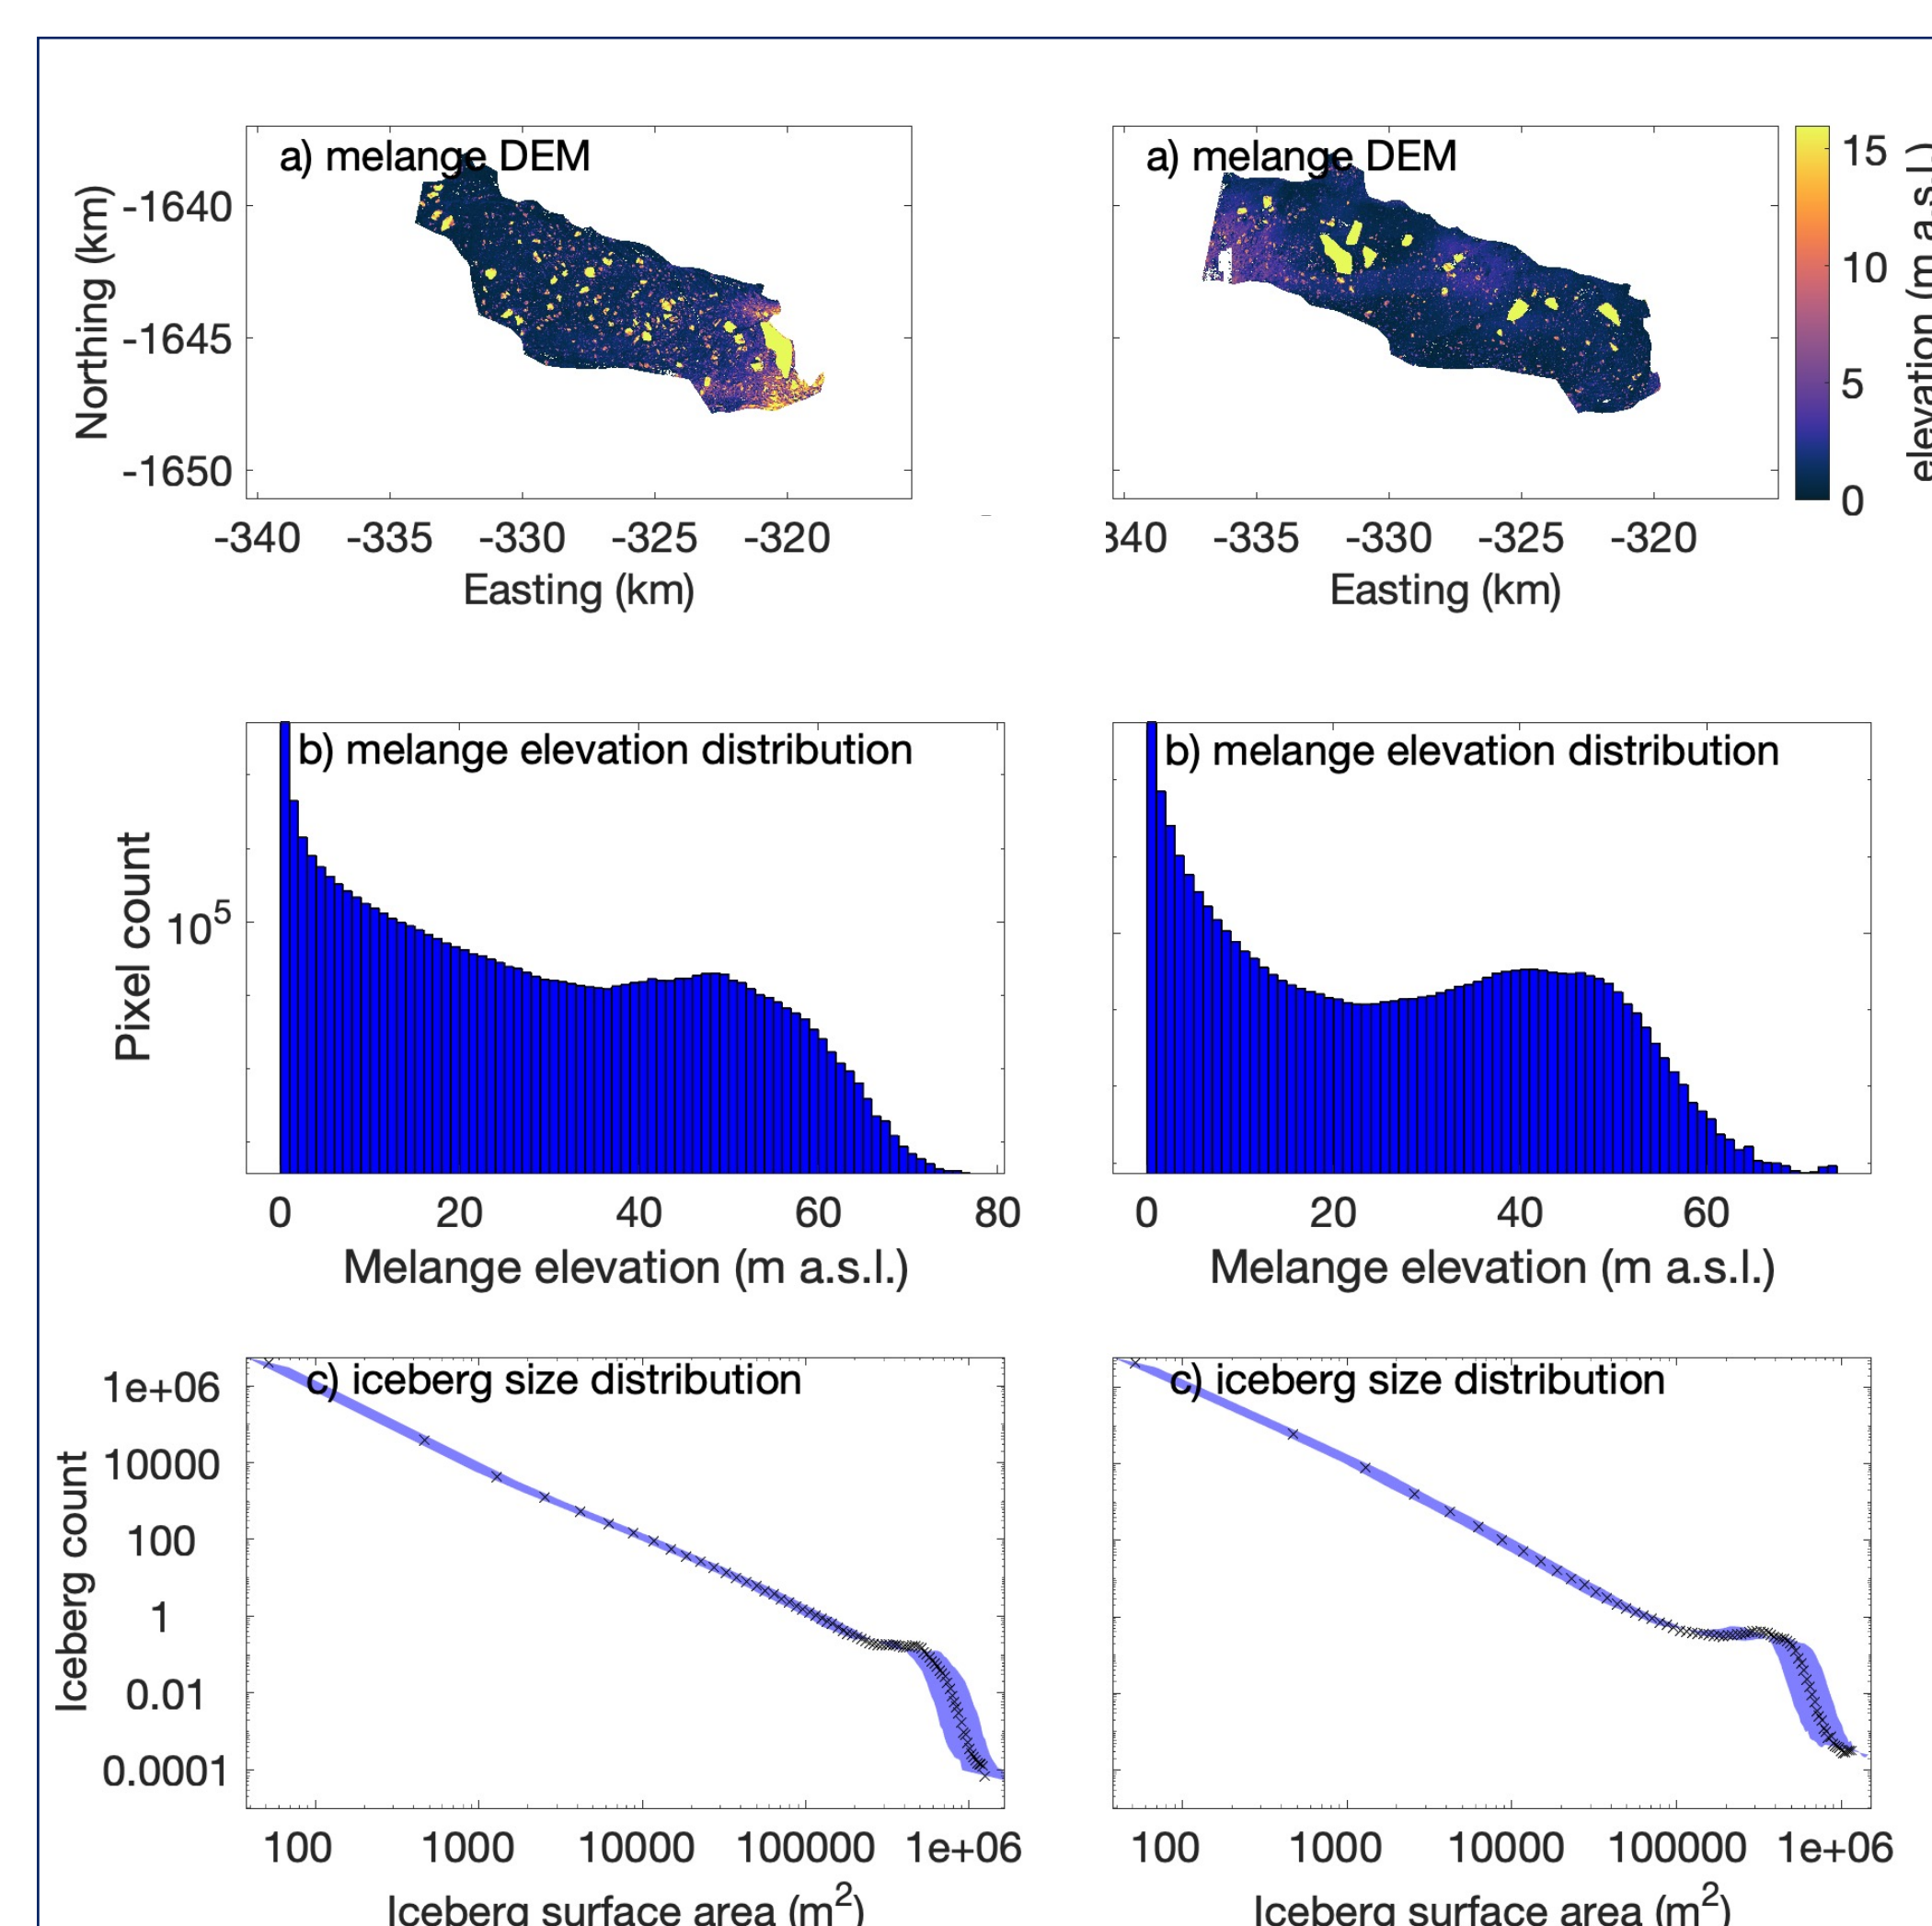 a) melange DEM
Northing (km)
-1640
-1645
-1650
-340 -335 -330 -325 -320
Easting (km)
a) melange DEM
-335 -330 -325 -320
Easting (km)
15
10
5
0
elevation (m a.s.l.)
b) melange elevation distribution
Pixel count
10^5
0 20 40 60 80
Melange elevation (m a.s.l.)
b) melange elevation distribution
0 20 40 60
Melange elevation (m a.s.l.)
c) iceberg size distribution
Iceberg count
1e+06
10000
100
1
0.01
0.0001
100 1000 10000 100000 1e+06
Iceberg surface area (m^2)
c) iceberg size distribution
100 1000 10000 100000 1e+06
Iceberg surface area (m^2)